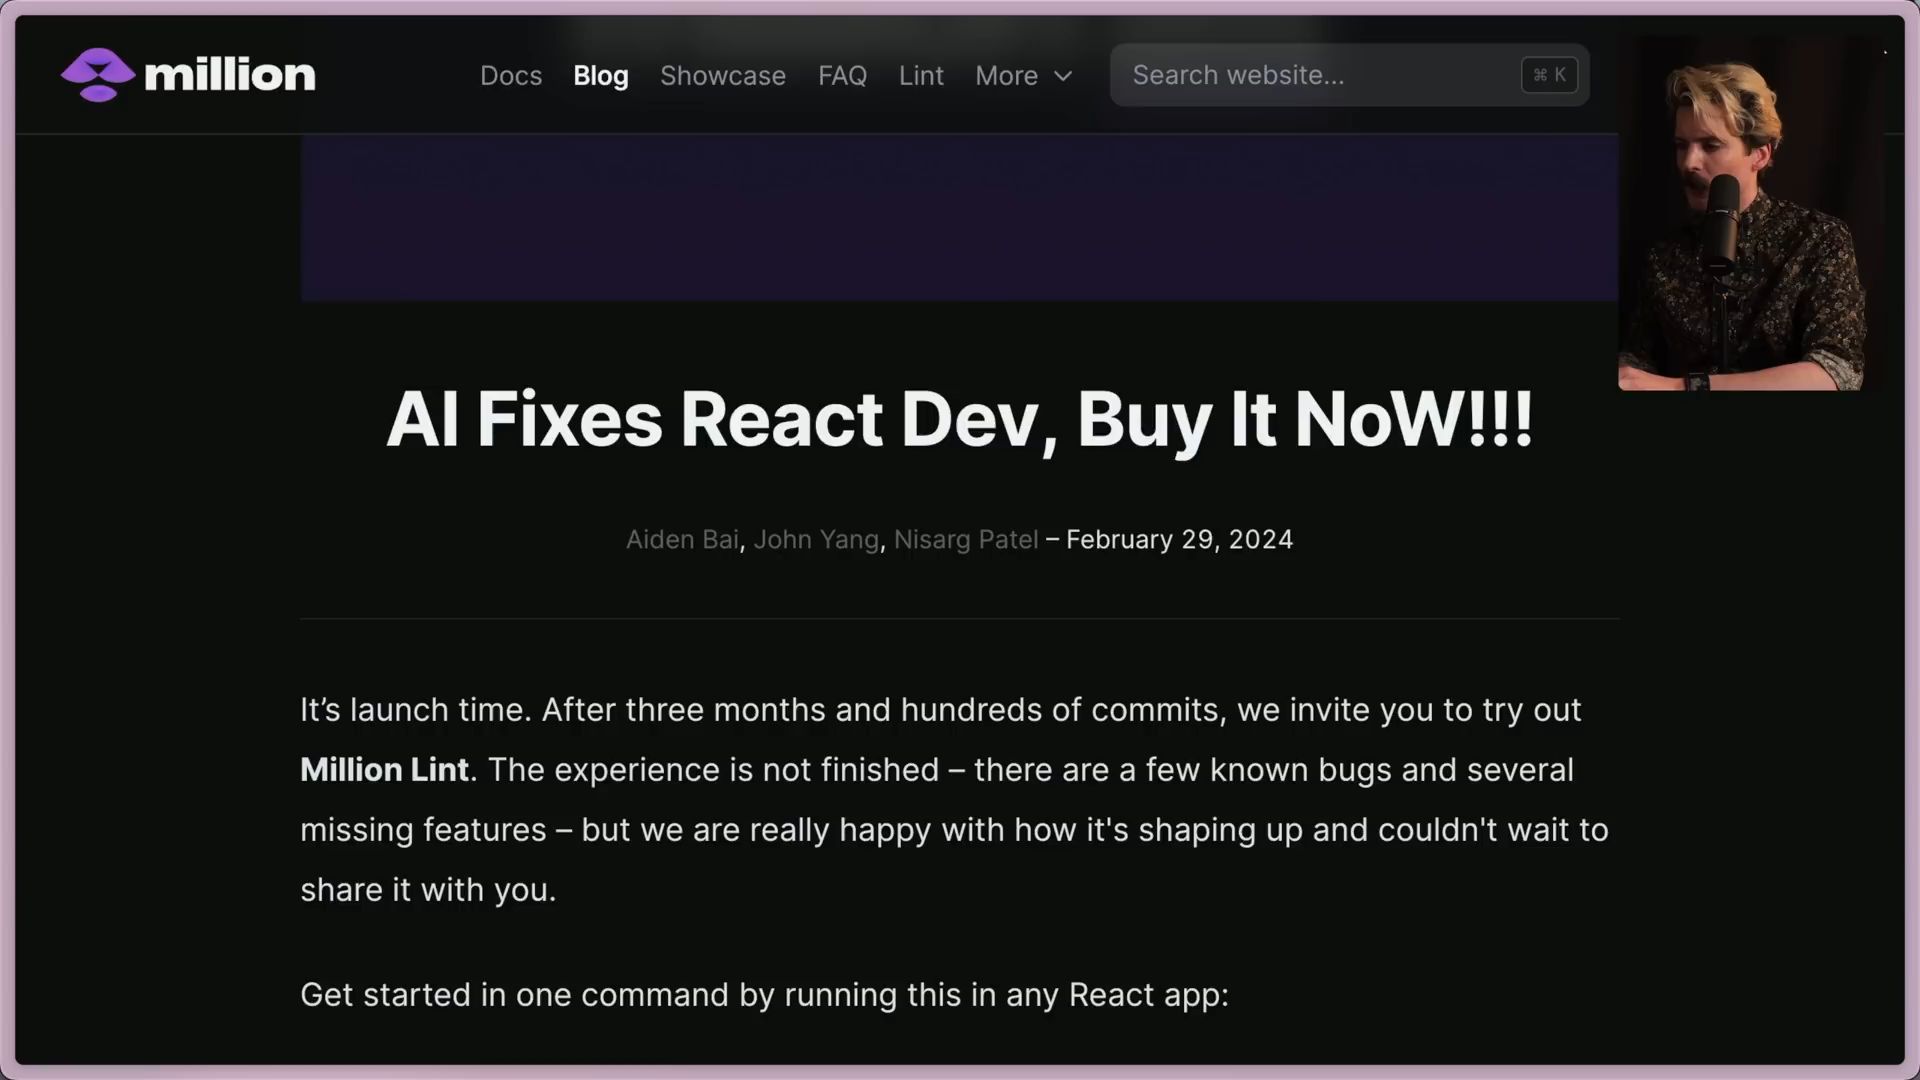 million
Docs Blog Showcase FAQ Lint More Search website... ⌘ K
AI Fixes React Dev, Buy It NoW!!!
Aiden Bai, John Yang, Nisarg Patel – February 29, 2024
It’s launch time. After three months and hundreds of commits, we invite you to try out
Million Lint. The experience is not finished – there are a few known bugs and several
missing features – but we are really happy with how it's shaping up and couldn't wait to
share it with you.
Get started in one command by running this in any React app: